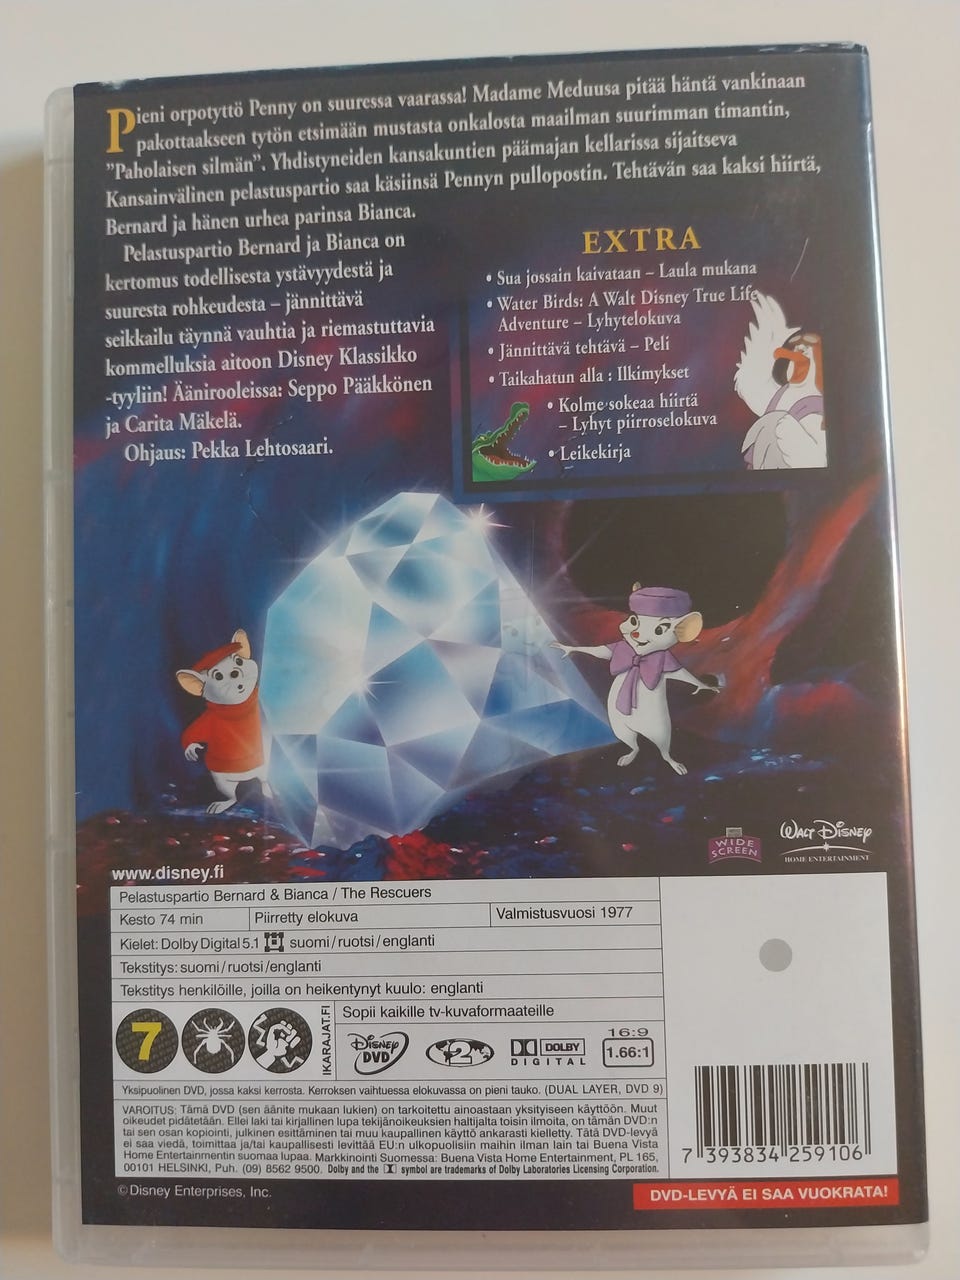 Pieni orpotyttö Penny on suuressa vaarassa! Madame Meduusa pitää häntä vankinaan
pakottaakseen tytön etsimään mustasta onkalosta maailman suurimman timantin,
”Paholaisen silmän”. Yhdistyneiden kansakuntien päämajan kellarissa sijaitseva
Kansainvälinen pelastuspartio saa käsiinsä Pennyn pullopostin. Tehtävän saa kaksi hiirtä,
Bernard ja hänen urhea parinsa Bianca.
Pelastuspartio Bernard ja Bianca on
kertomus todellisesta ystävyydestä ja
suuresta rohkeudesta – jännittävä
seikkailu täynnä vauhtia ja riemastuttavia
kommelluksia aitoon Disney Klassikko
-tyyliin! Äänirooleissa: Seppo Pääkkönen
ja Carita Mäkelä.
Ohjaus: Pekka Lehtosaari.
EXTRA
• Sua jossain kaivataan – Laula mukana
• Water Birds: A Walt Disney True Life
Adventure – Lyhytelokuva
• Jännittävä tehtävä – Peli
• Taikahatun alla : Ilkimykset
• Kolme sokeaa hiirtä
– Lyhyt piirroselokuva
• Leikekirja
WIDE
SCREEN
WALT DISNEY
HOME ENTERTAINMENT
www.disney.fi
Pelastuspartio Bernard & Bianca / The Rescuers
Kesto 74 min Piirretty elokuva Valmistusvuosi 1977
Kielet: Dolby Digital 5.1 suomi/ruotsi/englanti
Tekstitys: suomi/ruotsi/englanti
Tekstitys henkilöille, joilla on heikentynyt kuulo: englanti
7
IKARAJAT.FI
Sopii kaikille tv-kuvaformaateille
DISNEY
DVD
2
DOLBY
DIGITAL
16:9
1.66:1
Yksipuolinen DVD, jossa kaksi kerrosta. Kerroksen vaihtuessa elokuvassa on pieni tauko. (DUAL LAYER, DVD 9)
VAROITUS: Tämä DVD (sen äänite mukaan lukien) on tarkoitettu ainoastaan yksityiseen käyttöön. Muut
oikeudet pidätetään. Ellei laki tai kirjallinen lupa tekijänoikeuksien haltijalta toisin ilmoita, on tämän DVD:n
tai sen osan kopiointi, julkinen esittäminen tai muu kaupallinen käyttö ankarasti kielletty. Tätä DVD-levyä
ei saa viedä, toimittaa ja/tai kaupallisesti levittää EU:n ulkopuolisiin maihin ilman lain tai Buena Vista
Home Entertainmentin suomaa lupaa. Markkinointi Suomessa: Buena Vista Home Entertainment, PL 165,
00101 HELSINKI, Puh. (09) 8562 9500. Dolby and the symbol are trademarks of Dolby Laboratories Licensing Corporation.
7 393834 259106
© Disney Enterprises, Inc.
DVD-LEVYÄ EI SAA VUOKRATA!